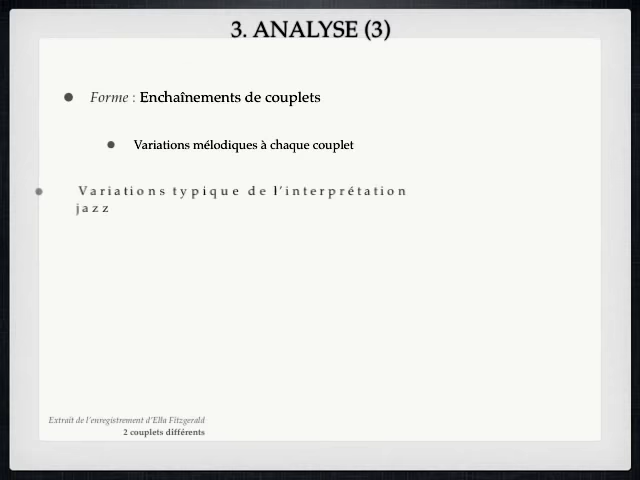 3. ANALYSE (3)
Forme : Enchaînements de couplets
Variations mélodiques à chaque couplet
Variations typique de l'interprétation
jazz
Extrait de l'enregistrement d'Ella Fitzgerald
2 couplets différents